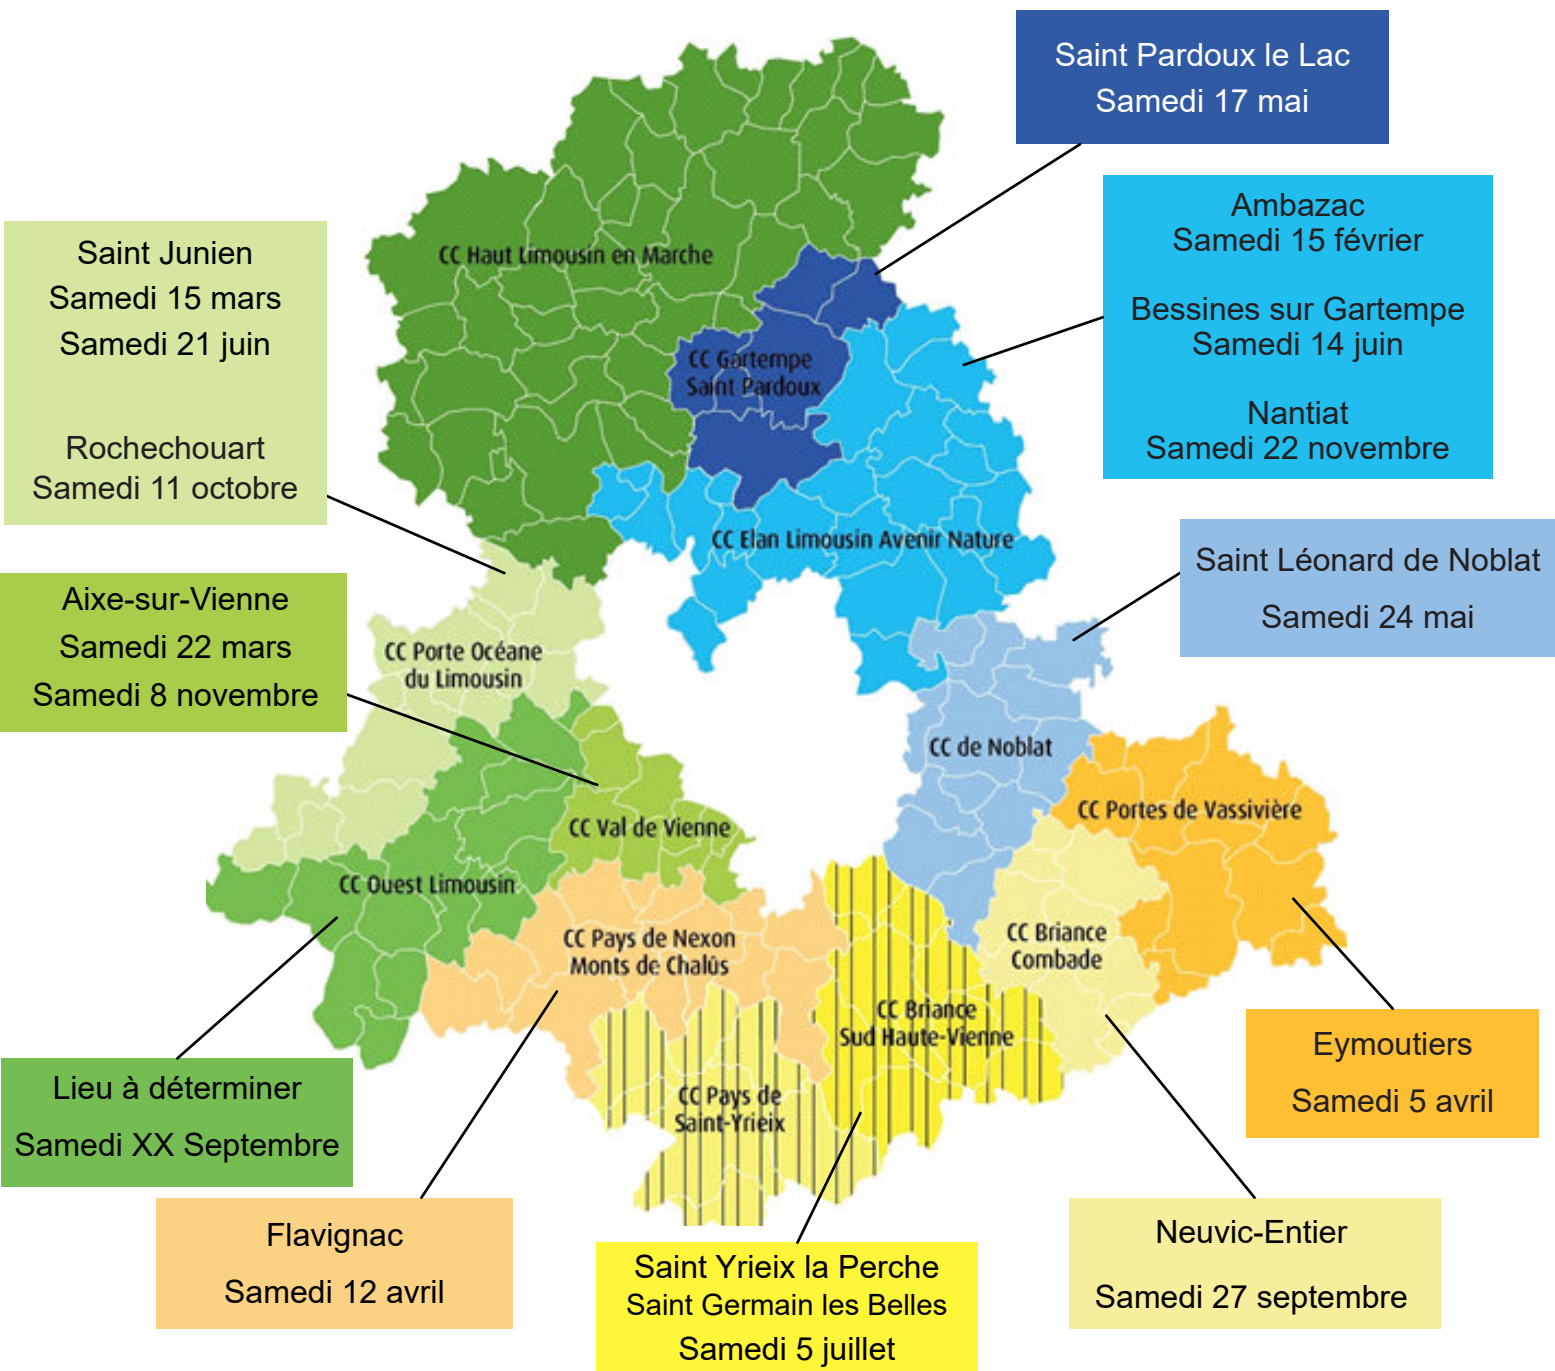 Saint Pardoux le Lac
Samedi 17 mai
Ambazac
Samedi 15 février
Bessines sur Gartempe
Samedi 14 juin
Nantiat
Samedi 22 novembre
Saint Junien
Samedi 15 mars
Samedi 21 juin
Rochechouart
Samedi 11 octobre
CC Haut Limousin en Marche
CC Gartempe
Saint Pardoux
CC Elan Limousin Avenir Nature
Saint Léonard de Noblat
Samedi 24 mai
Aixe-sur-Vienne
Samedi 22 mars
Samedi 8 novembre
CC Porte Océane
du Limousin
CC de Noblat
CC Portes de Vassivière
CC Val de Vienne
CC Ouest Limousin
CC Pays de Nexon
Monts de Chalûs
CC Briance
Combade
CC Briance
Sud Haute-Vienne
CC Pays de
Saint-Yrieix
Eymoutiers
Samedi 5 avril
Lieu à déterminer
Samedi XX Septembre
Flavignac
Samedi 12 avril
Saint Yrieix la Perche
Saint Germain les Belles
Samedi 5 juillet
Neuvic-Entier
Samedi 27 septembre